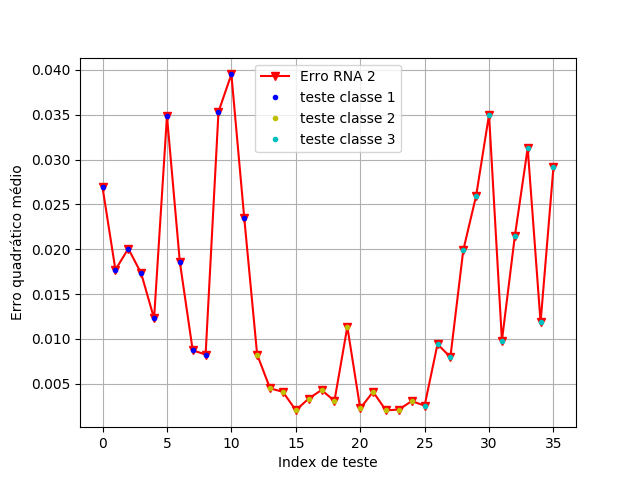 Erro RNA 2
teste classe 1
teste classe 2
teste classe 3
Erro quadrático médio
0.040
0.035
0.030
0.025
0.020
0.015
0.010
0.005
0 5 10 15 20 25 30 35
Index de teste